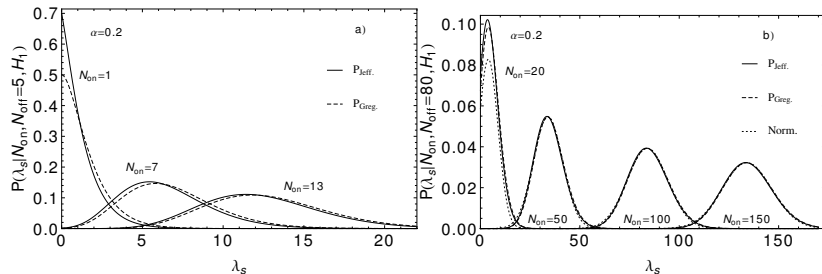 0.7
0.6
0.5
0.4
0.3
0.2
0.1
0.0
0
5
10
15
20
P(λs|Non,Noff=5,H1)
λs
α=0.2
a)
Non=1
Non=7
Non=13
PJeff.
PGreg.
0.10
0.08
0.06
0.04
0.02
0.00
0
50
100
150
P(λs|Non,Noff=80,H1)
λs
α=0.2
b)
Non=20
Non=50
Non=100
Non=150
PJeff.
PGreg.
Norm.